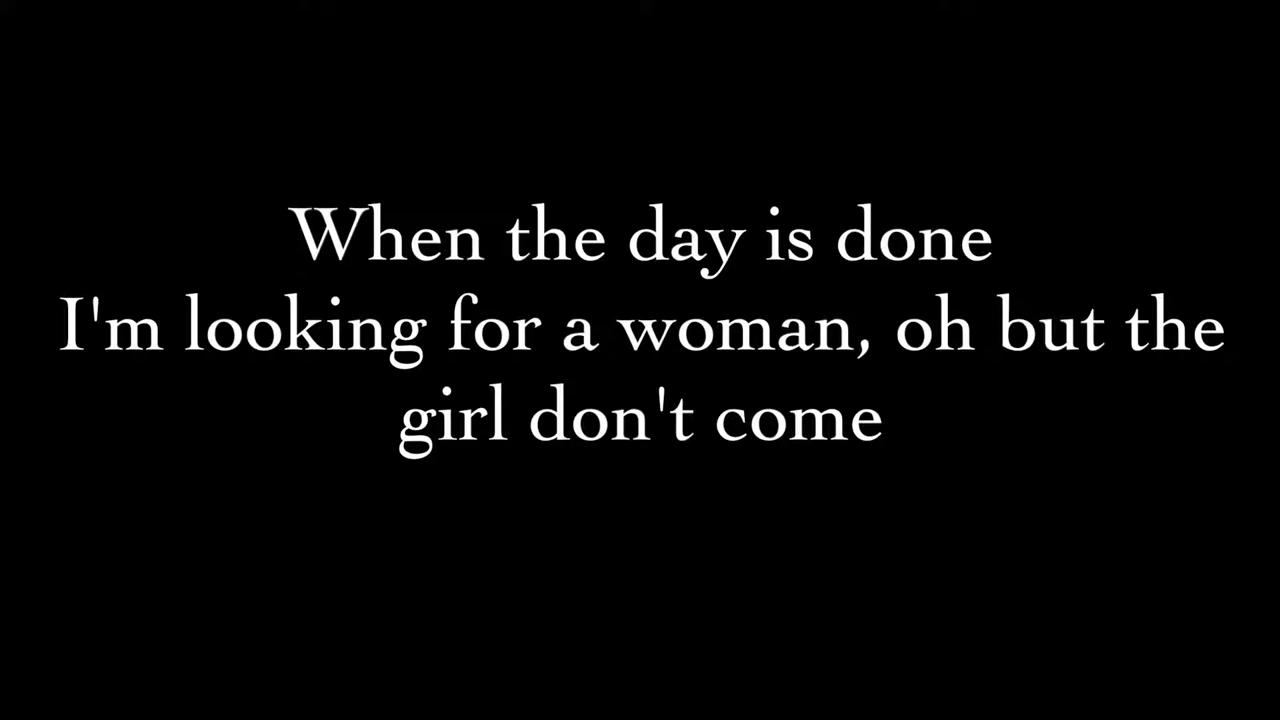 When the day is done
I'm looking for a woman, oh but the
girl don't come